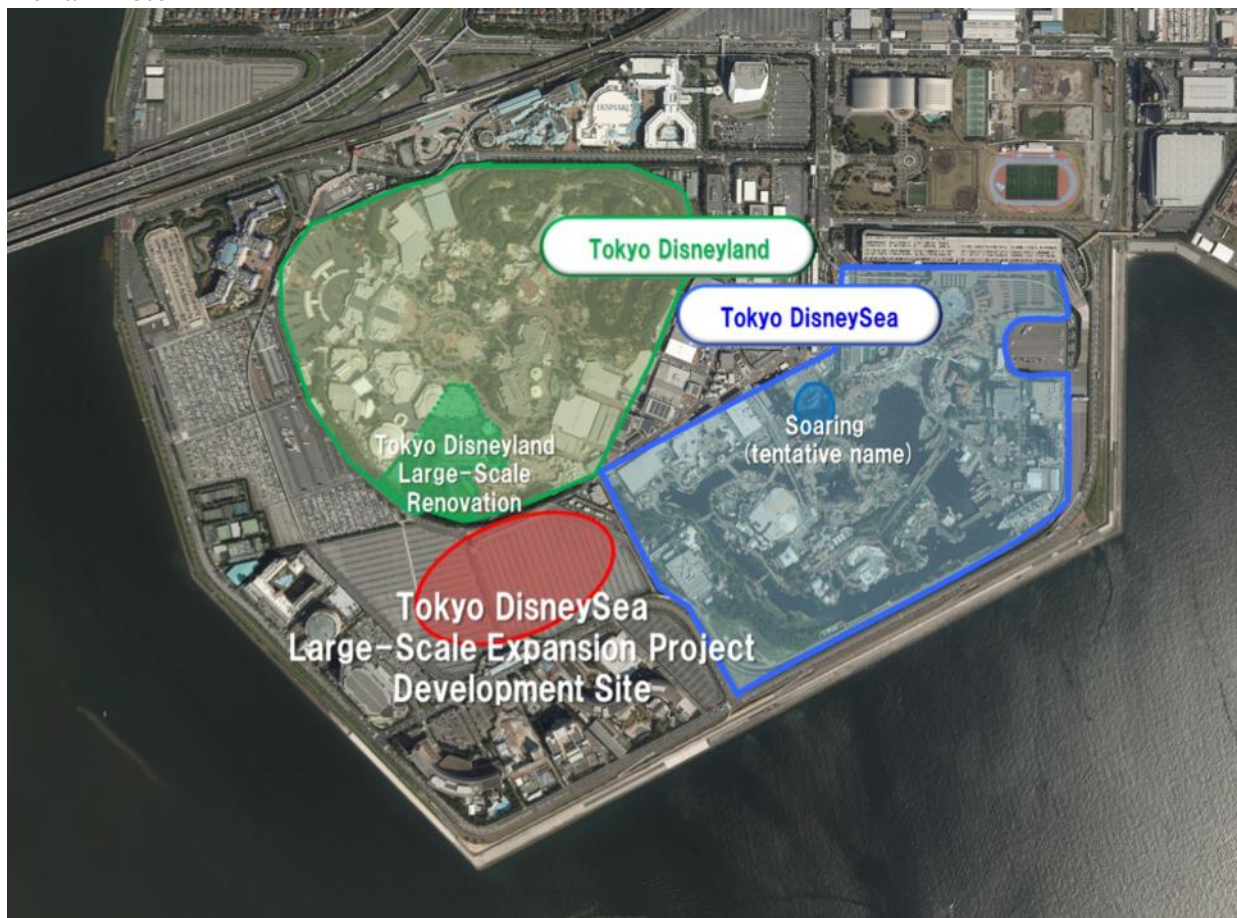 IKSPIARI
Tokyo Disneyland
Tokyo DisneySea
Soaring
(tentative name)
Tokyo Disneyland
Large-Scale
Renovation
Tokyo DisneySea
Large-Scale Expansion Project
Development Site